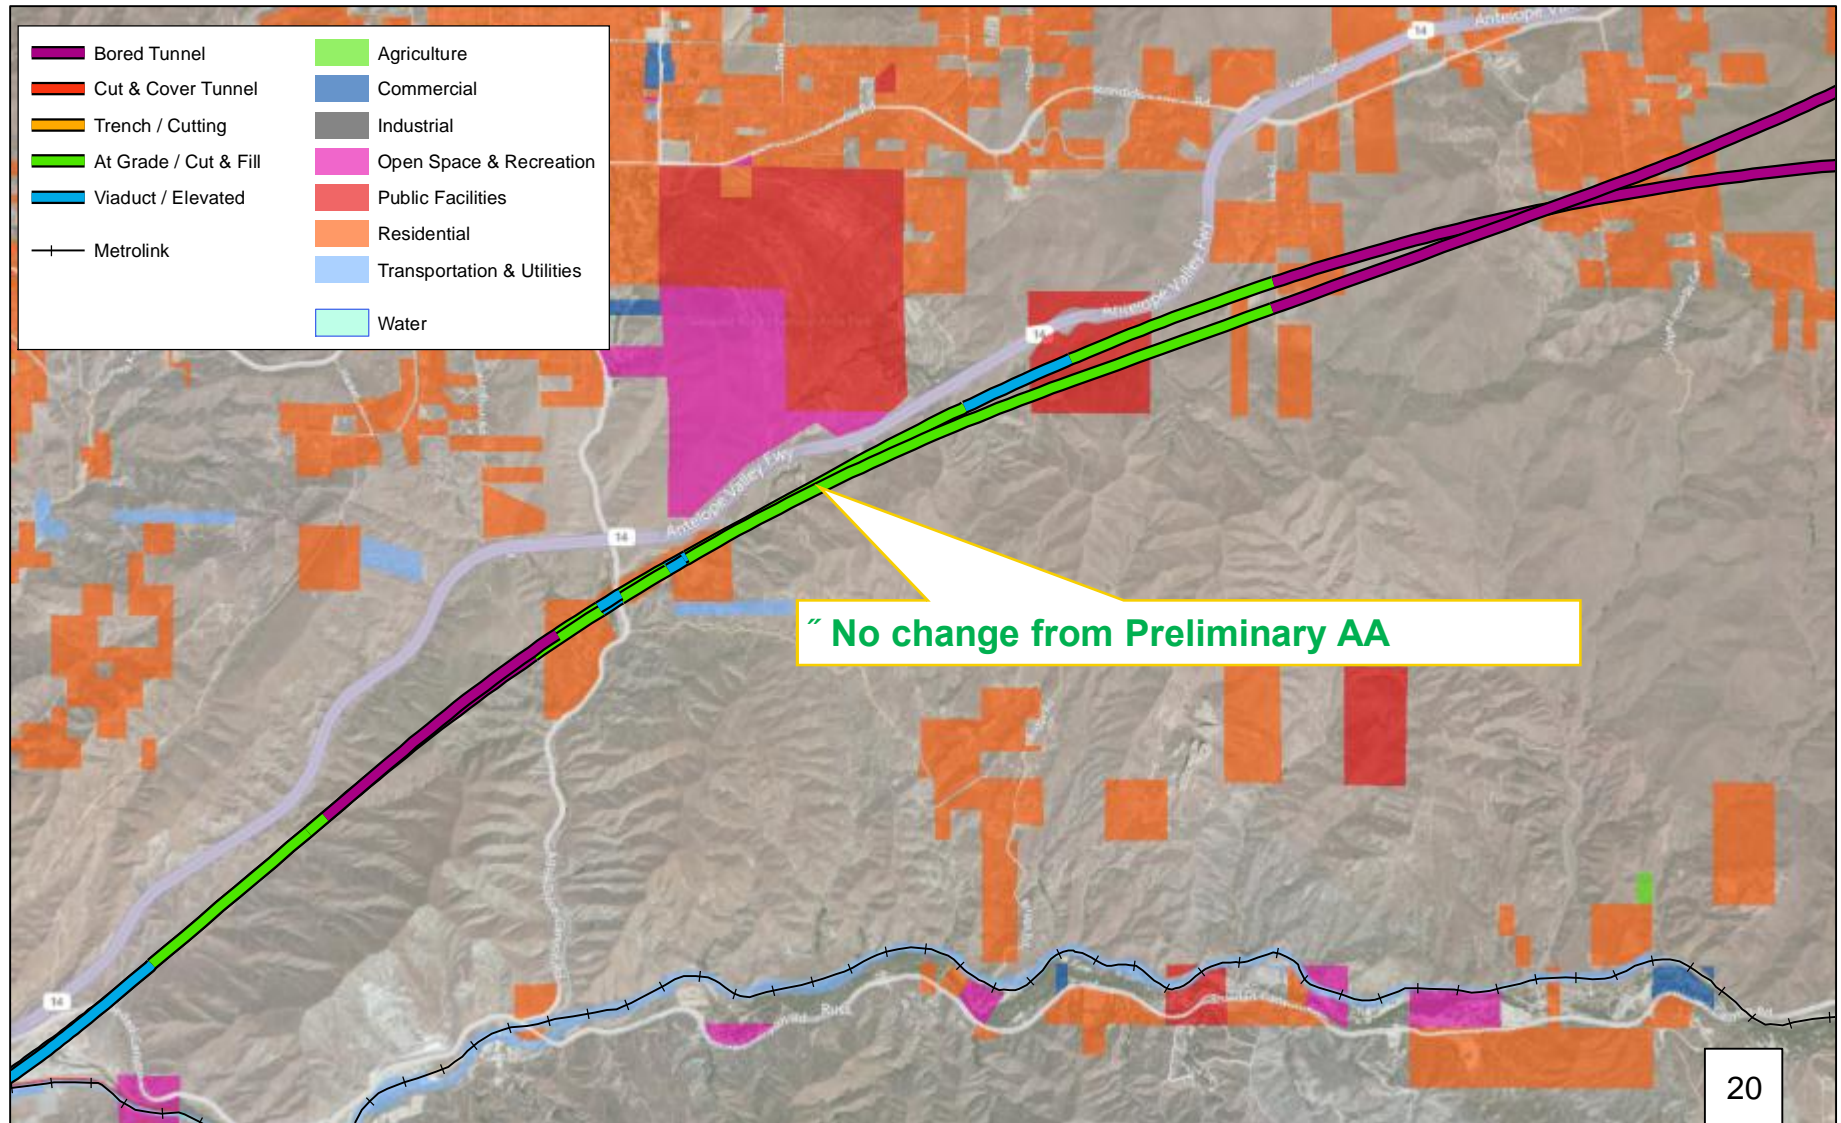 Bored Tunnel
Cut & Cover Tunnel
Trench / Cutting
At Grade / Cut & Fill
Viaduct / Elevated
Metrolink
Agriculture
Commercial
Industrial
Open Space & Recreation
Public Facilities
Residential
Transportation & Utilities
Water
14
Antelope
Antelope Valley Fwy
14
Antelope Valley Fwy
14
˝ No change from Preliminary AA
14
20